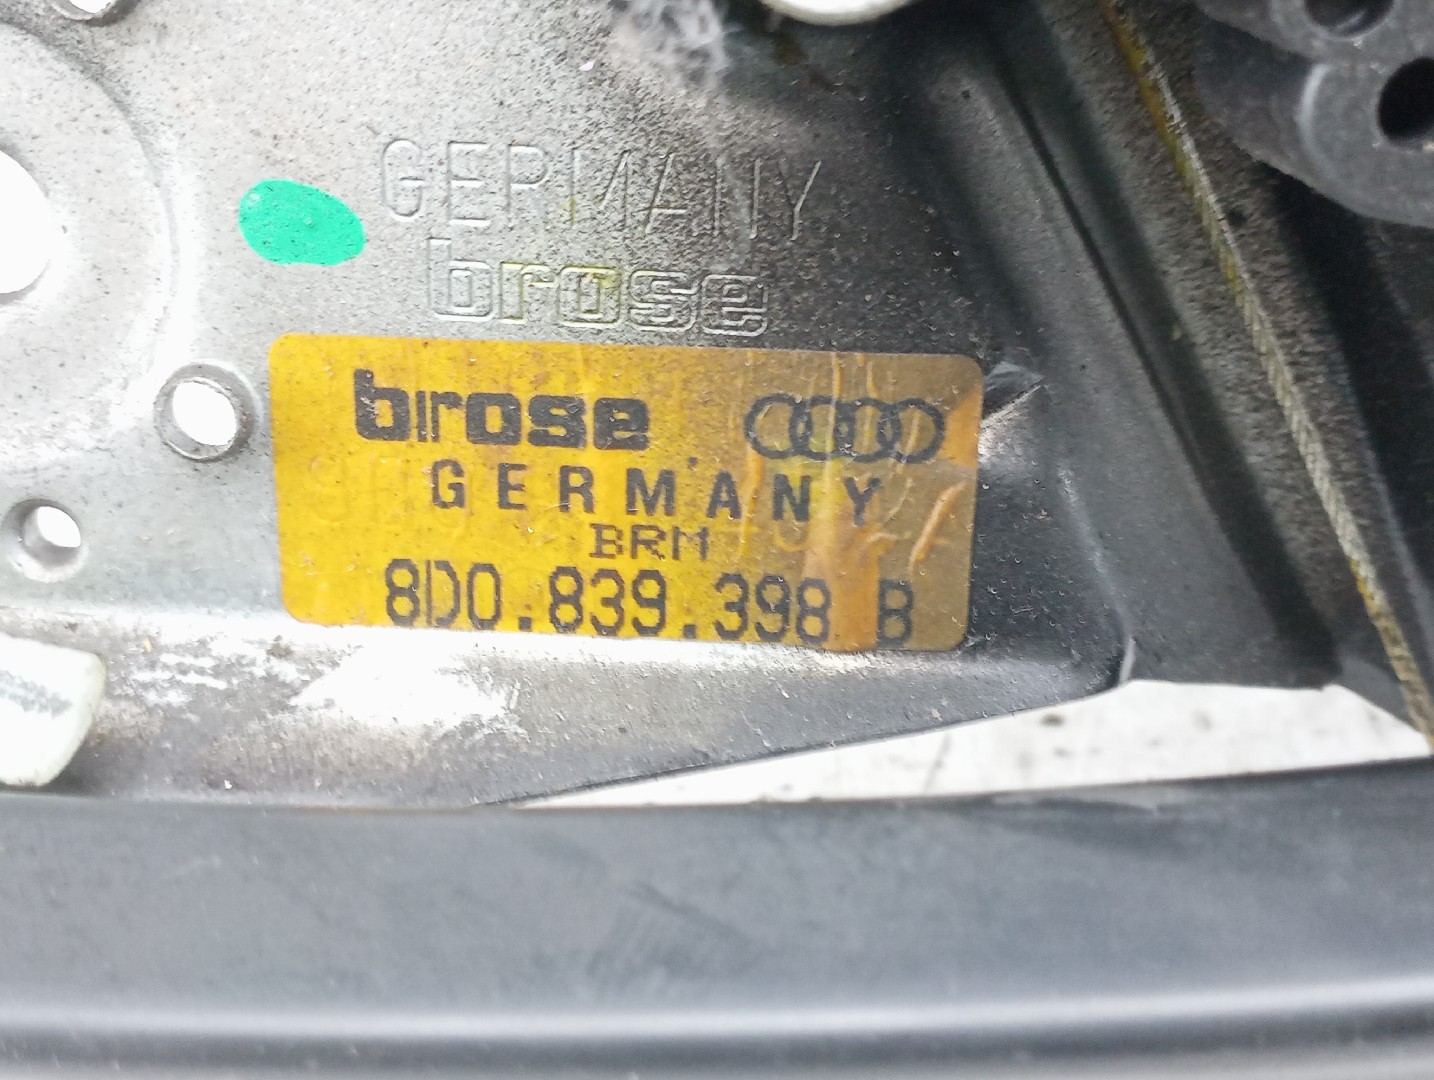 GERMANY
brose
brose
GERMANY
BRM
8D0.839.398 B